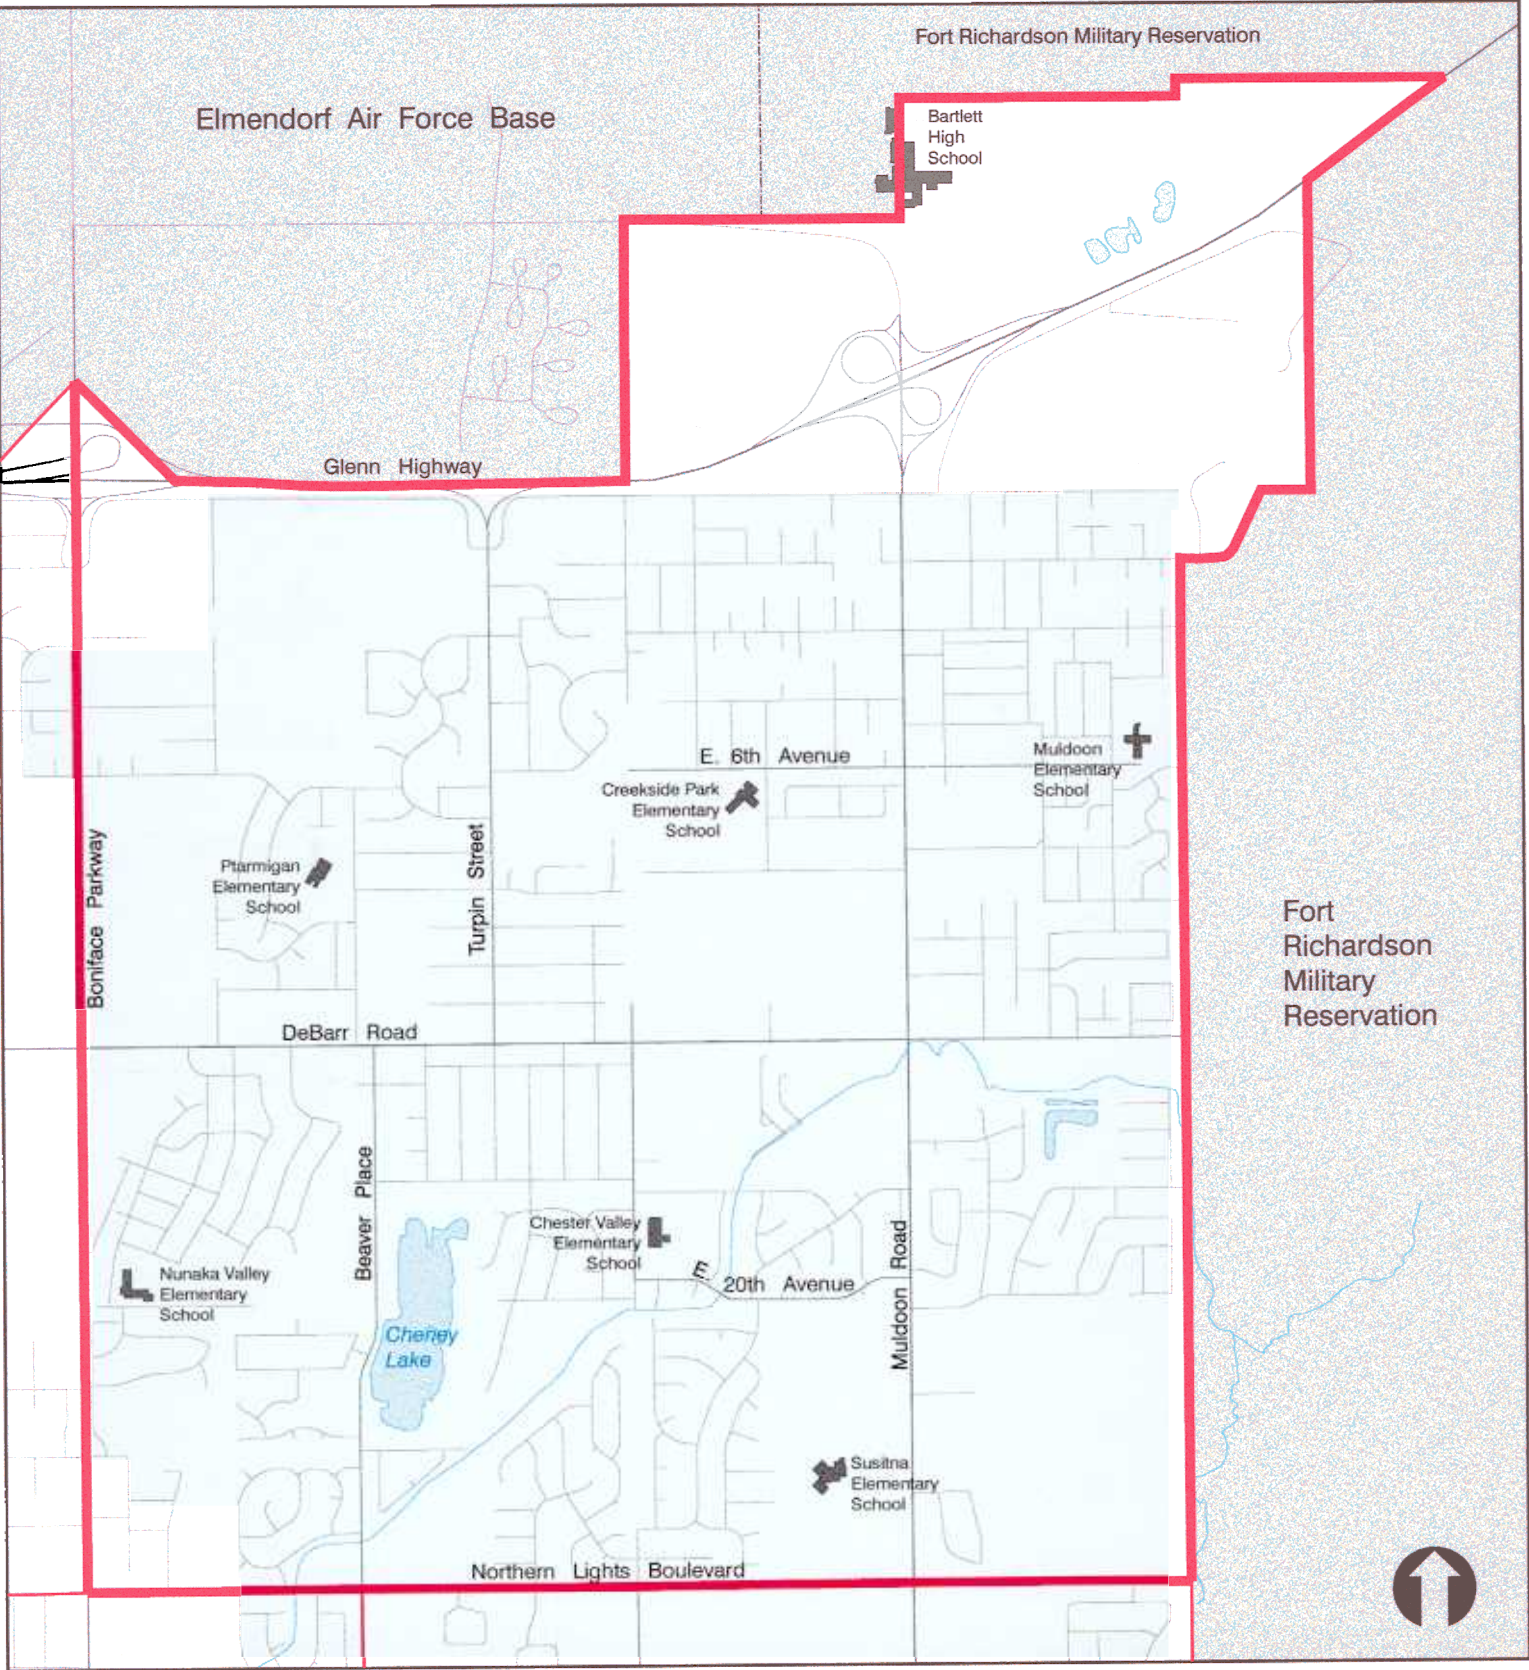 Fort Richardson Military Reservation
Elmendorf Air Force Base
Bartlett
High
School
Glenn Highway
E. 6th Avenue
Muldoon
Elementary
School
Creekside Park
Elementary
School
Ptarmigan
Elementary
School
Boniface Parkway
Turpin Street
Fort
Richardson
Military
Reservation
DeBarr Road
Beaver Place
Chester Valley
Elementary
School
E. 20th Avenue
Muldoon Road
Nunaka Valley
Elementary
School
Cheney
Lake
Susitna
Elementary
School
Northern Lights Boulevard